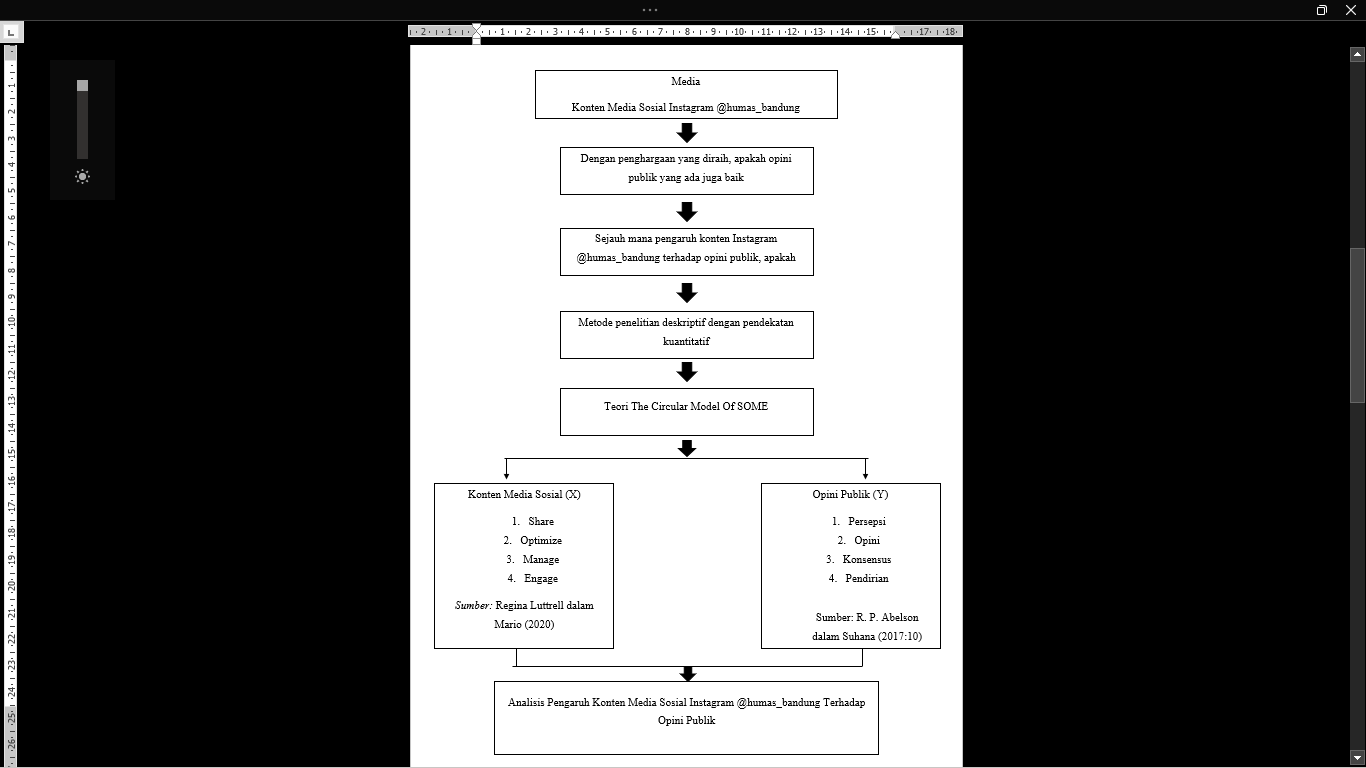 Media
Konten Media Sosial Instagram @humas_bandung
Dengan penghargaan yang diraih, apakah opini
publik yang ada juga baik
Sejauh mana pengaruh konten Instagram
@humas_bandung terhadap opini publik, apakah
Metode penelitian deskriptif dengan pendekatan
kuantitatif
Teori The Circular Model Of SOME
Konten Media Sosial (X)
1. Share
2. Optimize
3. Manage
4. Engage
Sumber: Regina Luttrell dalam
Mario (2020)
Opini Publik (Y)
1. Persepsi
2. Opini
3. Konsensus
4. Pendirian
Sumber: R. P. Abelson
dalam Suhana (2017:10)
Analisis Pengaruh Konten Media Sosial Instagram @humas_bandung Terhadap
Opini Publik